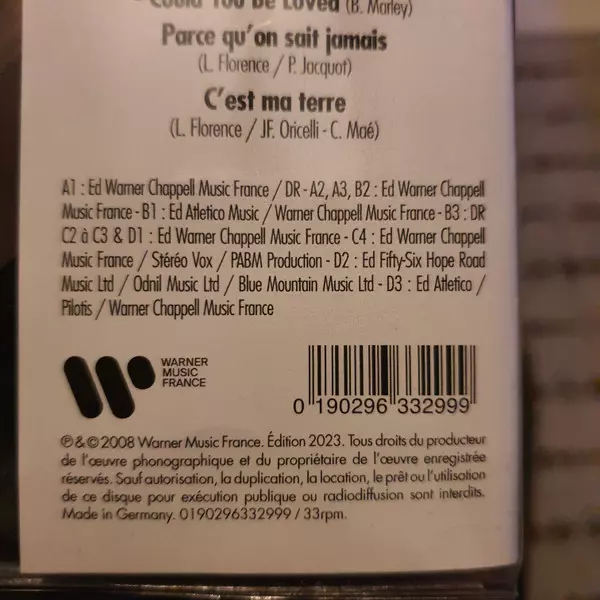 Could You Be Loved (B. Marley)
Parce qu'on sait jamais
(L. Florence / P. Jacquot)
C'est ma terre
(L. Florence / JF. Oricelli - C. Maé)
A1 : Ed Warner Chappell Music France / DR - A2, A3, B2 : Ed Warner Chappell
Music France - B1 : Ed Atletico Music / Warner Chappell Music France - B3 : DR
C2 à C3 & D1 : Ed Warner Chappell Music France - C4 : Ed Warner Chappell
Music France / Stéréo Vox / PABM Production - D2 : Ed Fifty-Six Hope Road
Music Ltd / Odnil Music Ltd / Blue Mountain Music Ltd - D3 : Ed Atletico /
Pilotis / Warner Chappell Music France
WARNER
MUSIC
FRANCE
0 190296 332999
℗ & © 2008 Warner Music France. Édition 2023. Tous droits du producteur
de l'œuvre phonographique et du propriétaire de l'œuvre enregistrée
réservés. Sauf autorisation, la duplication, la location, le prêt ou l'utilisation
de ce disque pour exécution publique ou radiodiffusion sont interdits.
Made in Germany. 0190296332999 / 33rpm.